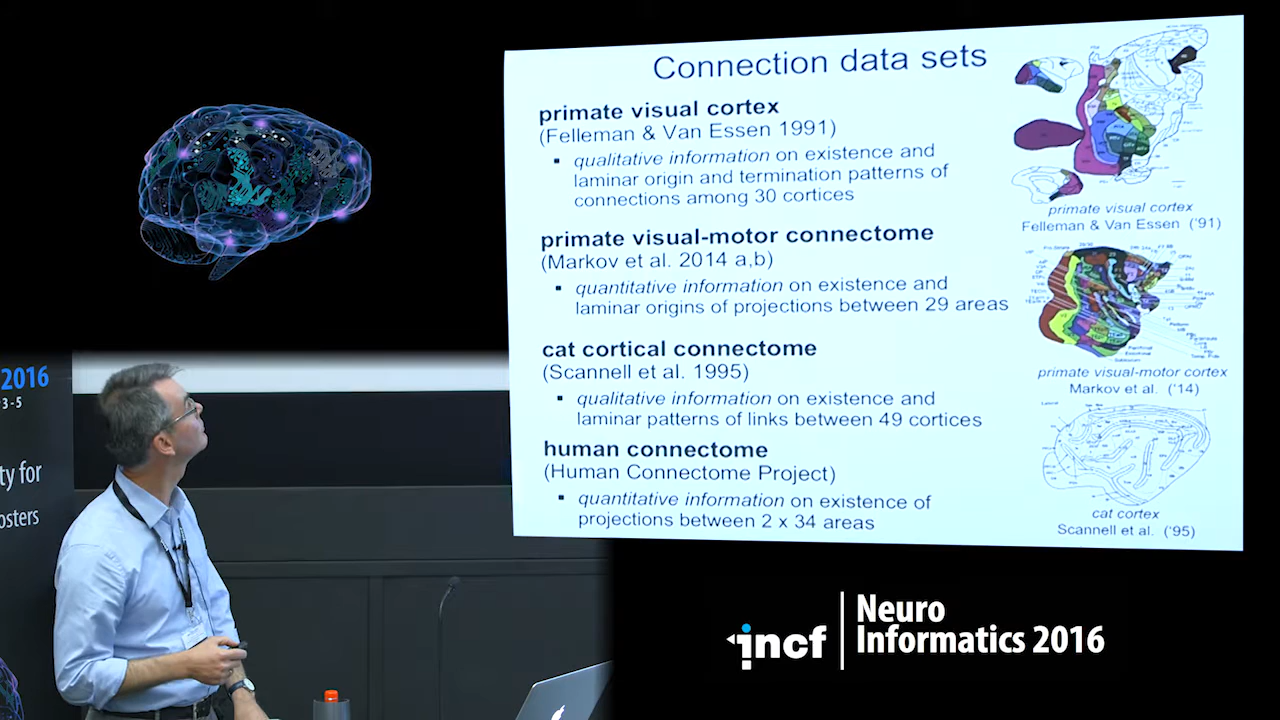 Connection data sets
primate visual cortex
(Felleman & Van Essen 1991)
▪ qualitative information on existence and
laminar origin and termination patterns of
connections among 30 cortices
primate visual-motor connectome
(Markov et al. 2014 a,b)
▪ quantitative information on existence and
laminar origins of projections between 29 areas
cat cortical connectome
(Scannell et al. 1995)
▪ qualitative information on existence and
laminar patterns of links between 49 cortices
human connectome
(Human Connectome Project)
▪ quantitative information on existence of
projections between 2 x 34 areas
primate visual cortex
Felleman & Van Essen ('91)
primate visual-motor cortex
Markov et al. ('14)
Lateral
cat cortex
Scannell et al. ('95)
2016
3-5
ty for
osters
incf
Neuro
Informatics 2016